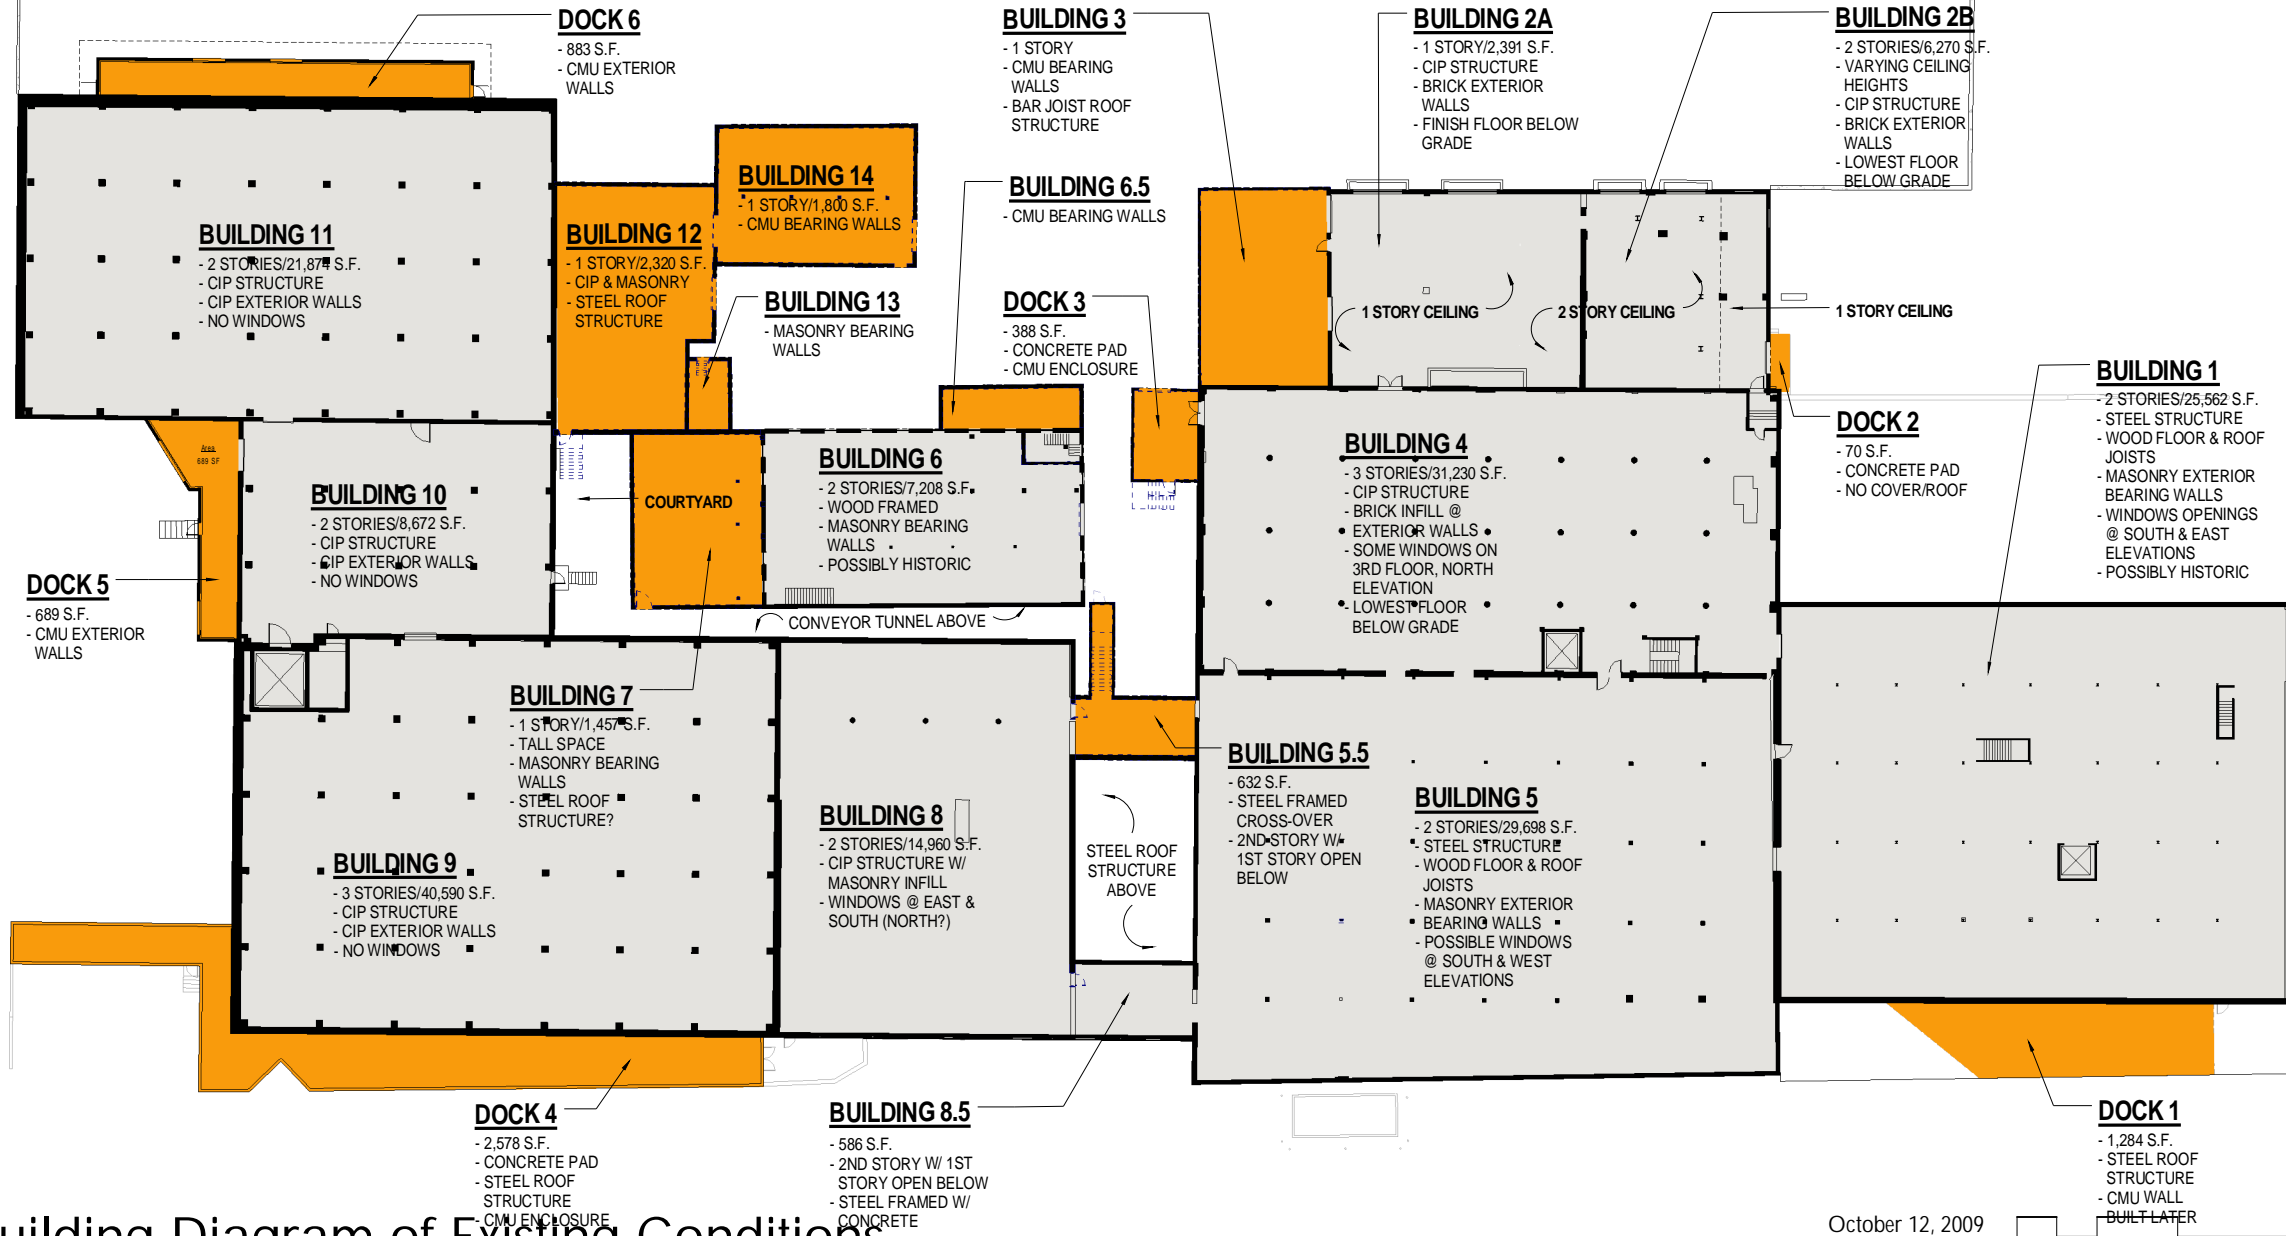 DOCK 6
- 883 S.F.
- CMU EXTERIOR
WALLS
BUILDING 3
- 1 STORY
- CMU BEARING
WALLS
- BAR JOIST ROOF
STRUCTURE
BUILDING 2A
- 1 STORY/2,391 S.F.
- CIP STRUCTURE
- BRICK EXTERIOR
WALLS
- FINISH FLOOR BELOW
GRADE
BUILDING 2B
- 2 STORIES/6,270 S.F.
- VARYING CEILING
HEIGHTS
- CIP STRUCTURE
- BRICK EXTERIOR
WALLS
- LOWEST FLOOR
BELOW GRADE
BUILDING 14
- 1 STORY/1,800 S.F.
- CMU BEARING WALLS
BUILDING 6.5
- CMU BEARING WALLS
BUILDING 11
- 2 STORIES/21,874 S.F.
- CIP STRUCTURE
- CIP EXTERIOR WALLS
- NO WINDOWS
BUILDING 12
- 1 STORY/2,320 S.F.
- CIP & MASONRY
- STEEL ROOF
STRUCTURE
BUILDING 13
- MASONRY BEARING
WALLS
DOCK 3
- 388 S.F.
- CONCRETE PAD
- CMU ENCLOSURE
1 STORY CEILING
2 STORY CEILING
1 STORY CEILING
BUILDING 1
- 2 STORIES/25,562 S.F.
- STEEL STRUCTURE
- WOOD FLOOR & ROOF
JOISTS
- MASONRY EXTERIOR
BEARING WALLS
- WINDOWS OPENINGS
@ SOUTH & EAST
ELEVATIONS
- POSSIBLY HISTORIC
DOCK 2
- 70 S.F.
- CONCRETE PAD
- NO COVER/ROOF
Area
689 SF
BUILDING 10
- 2 STORIES/8,672 S.F.
- CIP STRUCTURE
- CIP EXTERIOR WALLS
- NO WINDOWS
COURTYARD
BUILDING 6
- 2 STORIES/7,208 S.F.
- WOOD FRAMED
- MASONRY BEARING
WALLS
- POSSIBLY HISTORIC
BUILDING 4
- 3 STORIES/31,230 S.F.
- CIP STRUCTURE
- BRICK INFILL @
EXTERIOR WALLS
- SOME WINDOWS ON
3RD FLOOR, NORTH
ELEVATION
- LOWEST FLOOR
BELOW GRADE
DOCK 5
- 689 S.F.
- CMU EXTERIOR
WALLS
CONVEYOR TUNNEL ABOVE
BUILDING 7
- 1 STORY/1,457 S.F.
- TALL SPACE
- MASONRY BEARING
WALLS
- STEEL ROOF
STRUCTURE?
BUILDING 5.5
- 632 S.F.
- STEEL FRAMED
CROSS-OVER
- 2ND STORY W/
1ST STORY OPEN
BELOW
BUILDING 5
- 2 STORIES/29,698 S.F.
- STEEL STRUCTURE
- WOOD FLOOR & ROOF
JOISTS
- MASONRY EXTERIOR
BEARING WALLS
- POSSIBLE WINDOWS
@ SOUTH & WEST
ELEVATIONS
BUILDING 8
- 2 STORIES/14,960 S.F.
- CIP STRUCTURE W/
MASONRY INFILL
- WINDOWS @ EAST &
SOUTH (NORTH?)
STEEL ROOF
STRUCTURE
ABOVE
BUILDING 9
- 3 STORIES/40,590 S.F.
- CIP STRUCTURE
- CIP EXTERIOR WALLS
- NO WINDOWS
DOCK 4
- 2,578 S.F.
- CONCRETE PAD
- STEEL ROOF
STRUCTURE
- CMU ENCLOSURE
BUILDING 8.5
- 586 S.F.
- 2ND STORY W/ 1ST
STORY OPEN BELOW
- STEEL FRAMED W/
CONCRETE
DOCK 1
- 1,284 S.F.
- STEEL ROOF
STRUCTURE
- CMU WALL
BUILT LATER
uilding Diagram of Existing Conditions
October 12, 2009